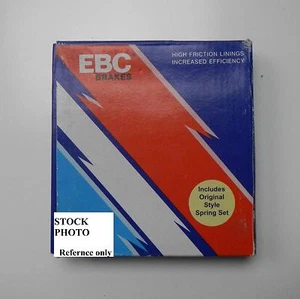 EBC
BRAKES
HIGH FRICTION LININGS
INCREASED EFFICIENCY
Includes
Original
Style
Spring Set
STOCK
PHOTO
Refernce only